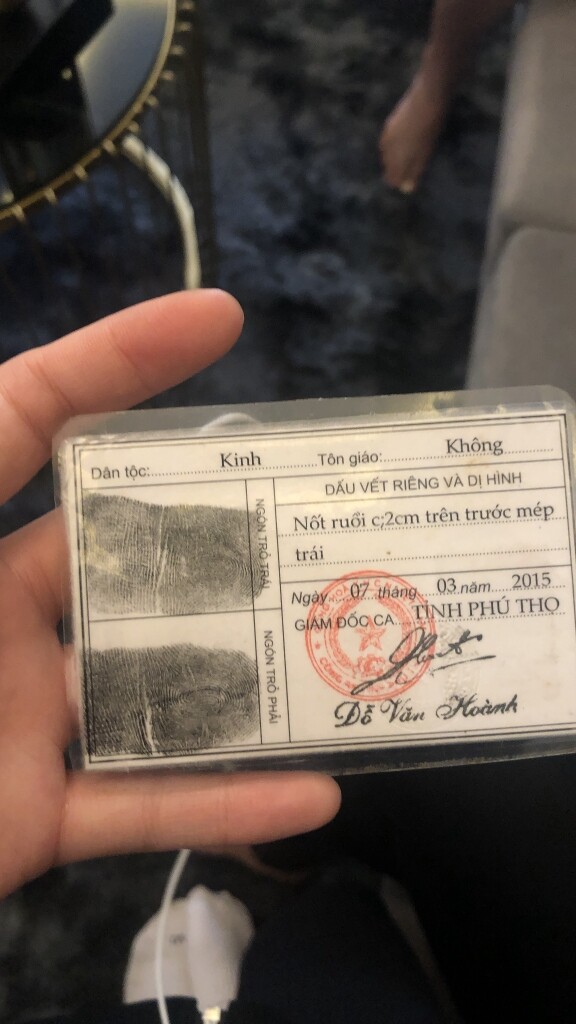 Dân tộc: Kinh Tôn giáo: Không
NGÓN TRỎ TRÁI
NGÓN TRỎ PHẢI
DẤU VẾT RIÊNG VÀ DỊ HÌNH
Nốt ruồi c;2cm trên trước mép
trái
Ngày 07 tháng 03 năm 2015
GIÁM ĐỐC CA TỈNH PHÚ THỌ
Đỗ Văn Hoành